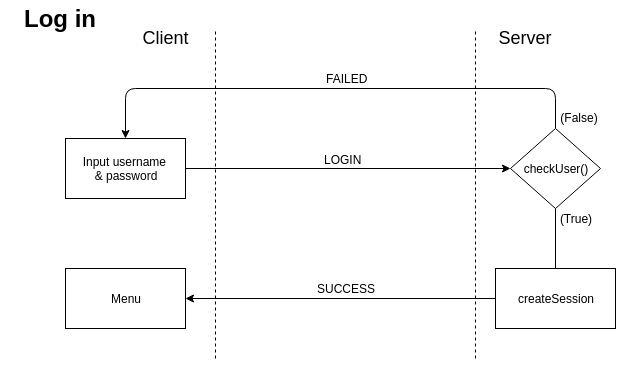 Log in
Client
Server
FAILED
(False)
Input username
& password
LOGIN
checkUser()
(True)
Menu
SUCCESS
createSession